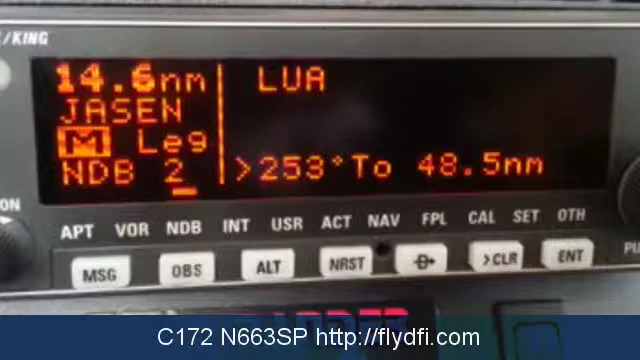 /KING
14.6nm
JASEN
M Leg
NDB 2
LUA
>253°To 48.5nm
ON
APT VOR NDB INT USR ACT NAV FPL CAL SET OTH
MSG OBS ALT NRST >CLR ENT
C172 N663SP http://flydfi.com